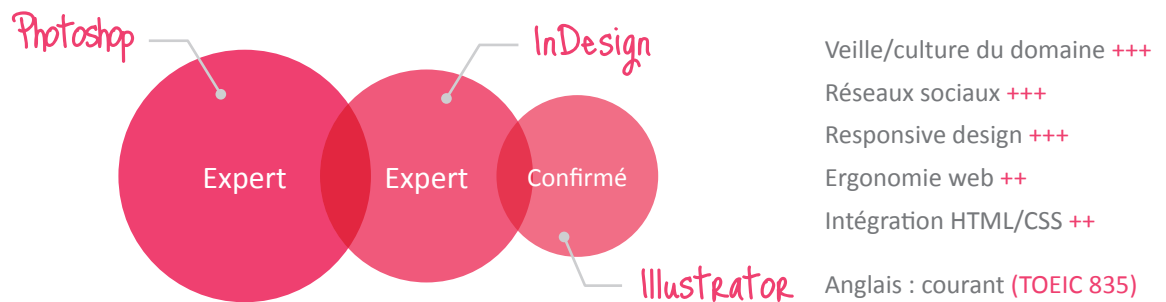 Photoshop
InDesign
Expert
Expert
Confirmé
Illustrator
Veille/culture du domaine +++
Réseaux sociaux +++
Responsive design +++
Ergonomie web ++
Intégration HTML/CSS ++
Anglais : courant (TOEIC 835)